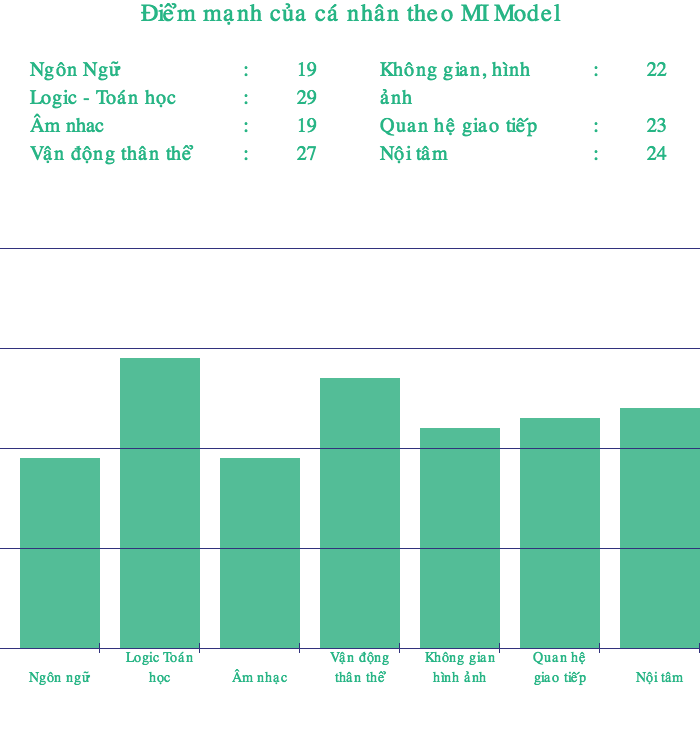 Điểm mạnh của cá nhân theo MI Model
Ngôn Ngữ : 19
Logic - Toán học : 29
Âm nhac : 19
Vận động thân thể : 27
Không gian, hình : 22
ảnh
Quan hệ giao tiếp : 23
Nội tâm : 24
Ngôn ngữ
Logic Toán
học
Âm nhạc
Vận động
thân thể
Không gian
hình ảnh
Quan hệ
giao tiếp
Nội tâm